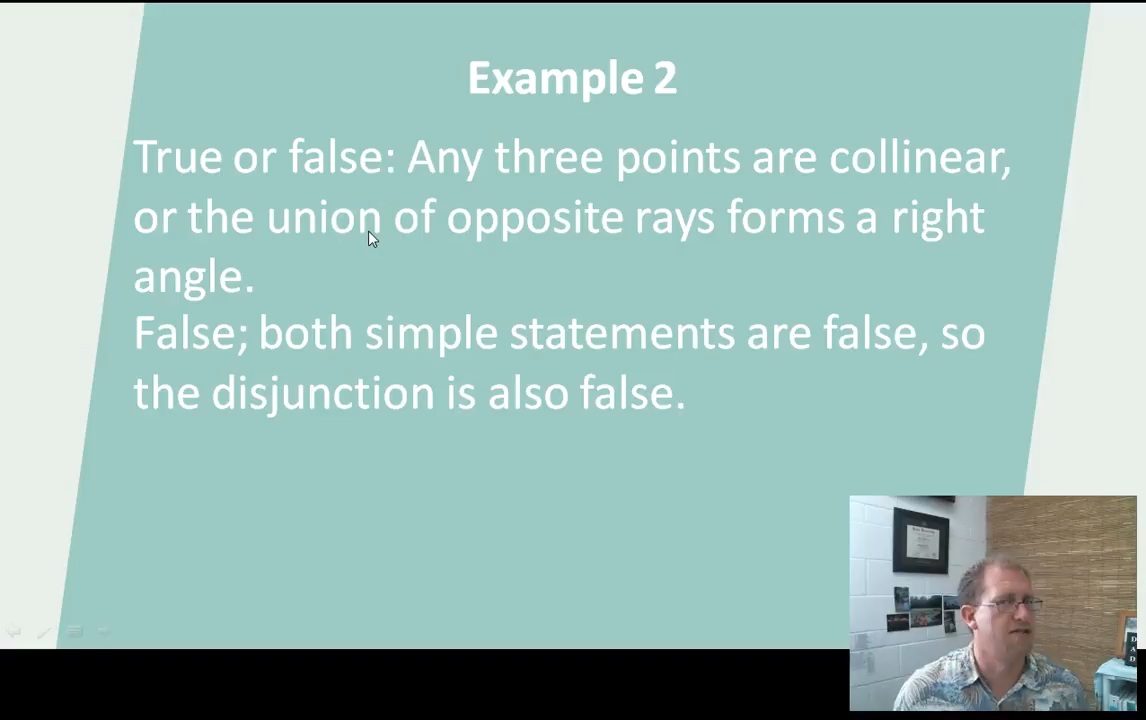 Example 2
True or false: Any three points are collinear,
or the union of opposite rays forms a right
angle.
False; both simple statements are false, so
the disjunction is also false.
D
A
D